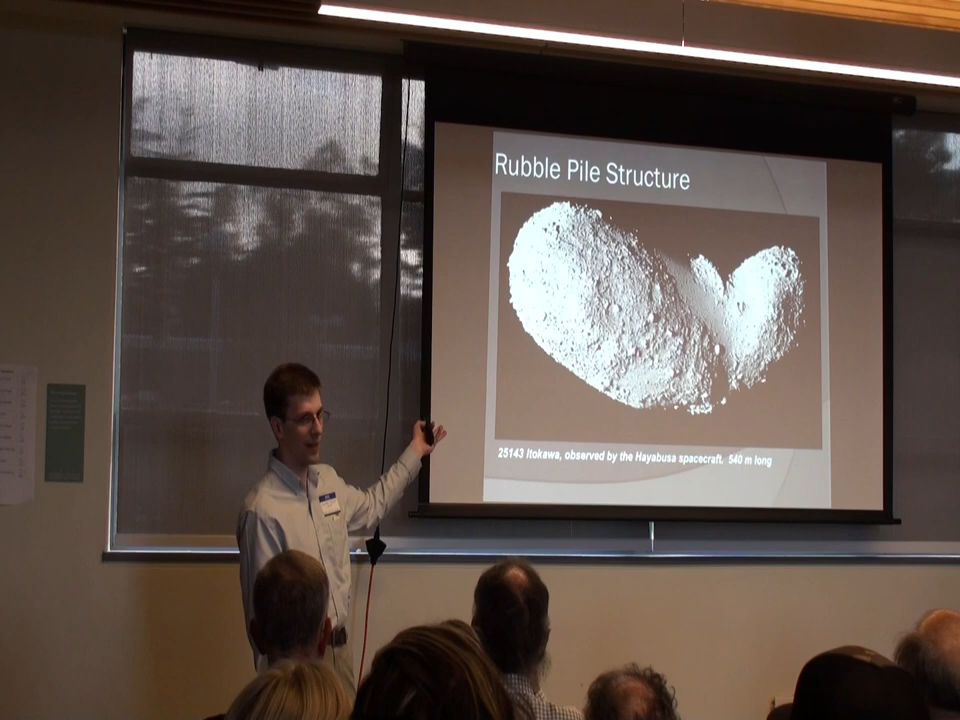 Rubble Pile Structure
25143 Itokawa, observed by the Hayabusa spacecraft. 540 m long